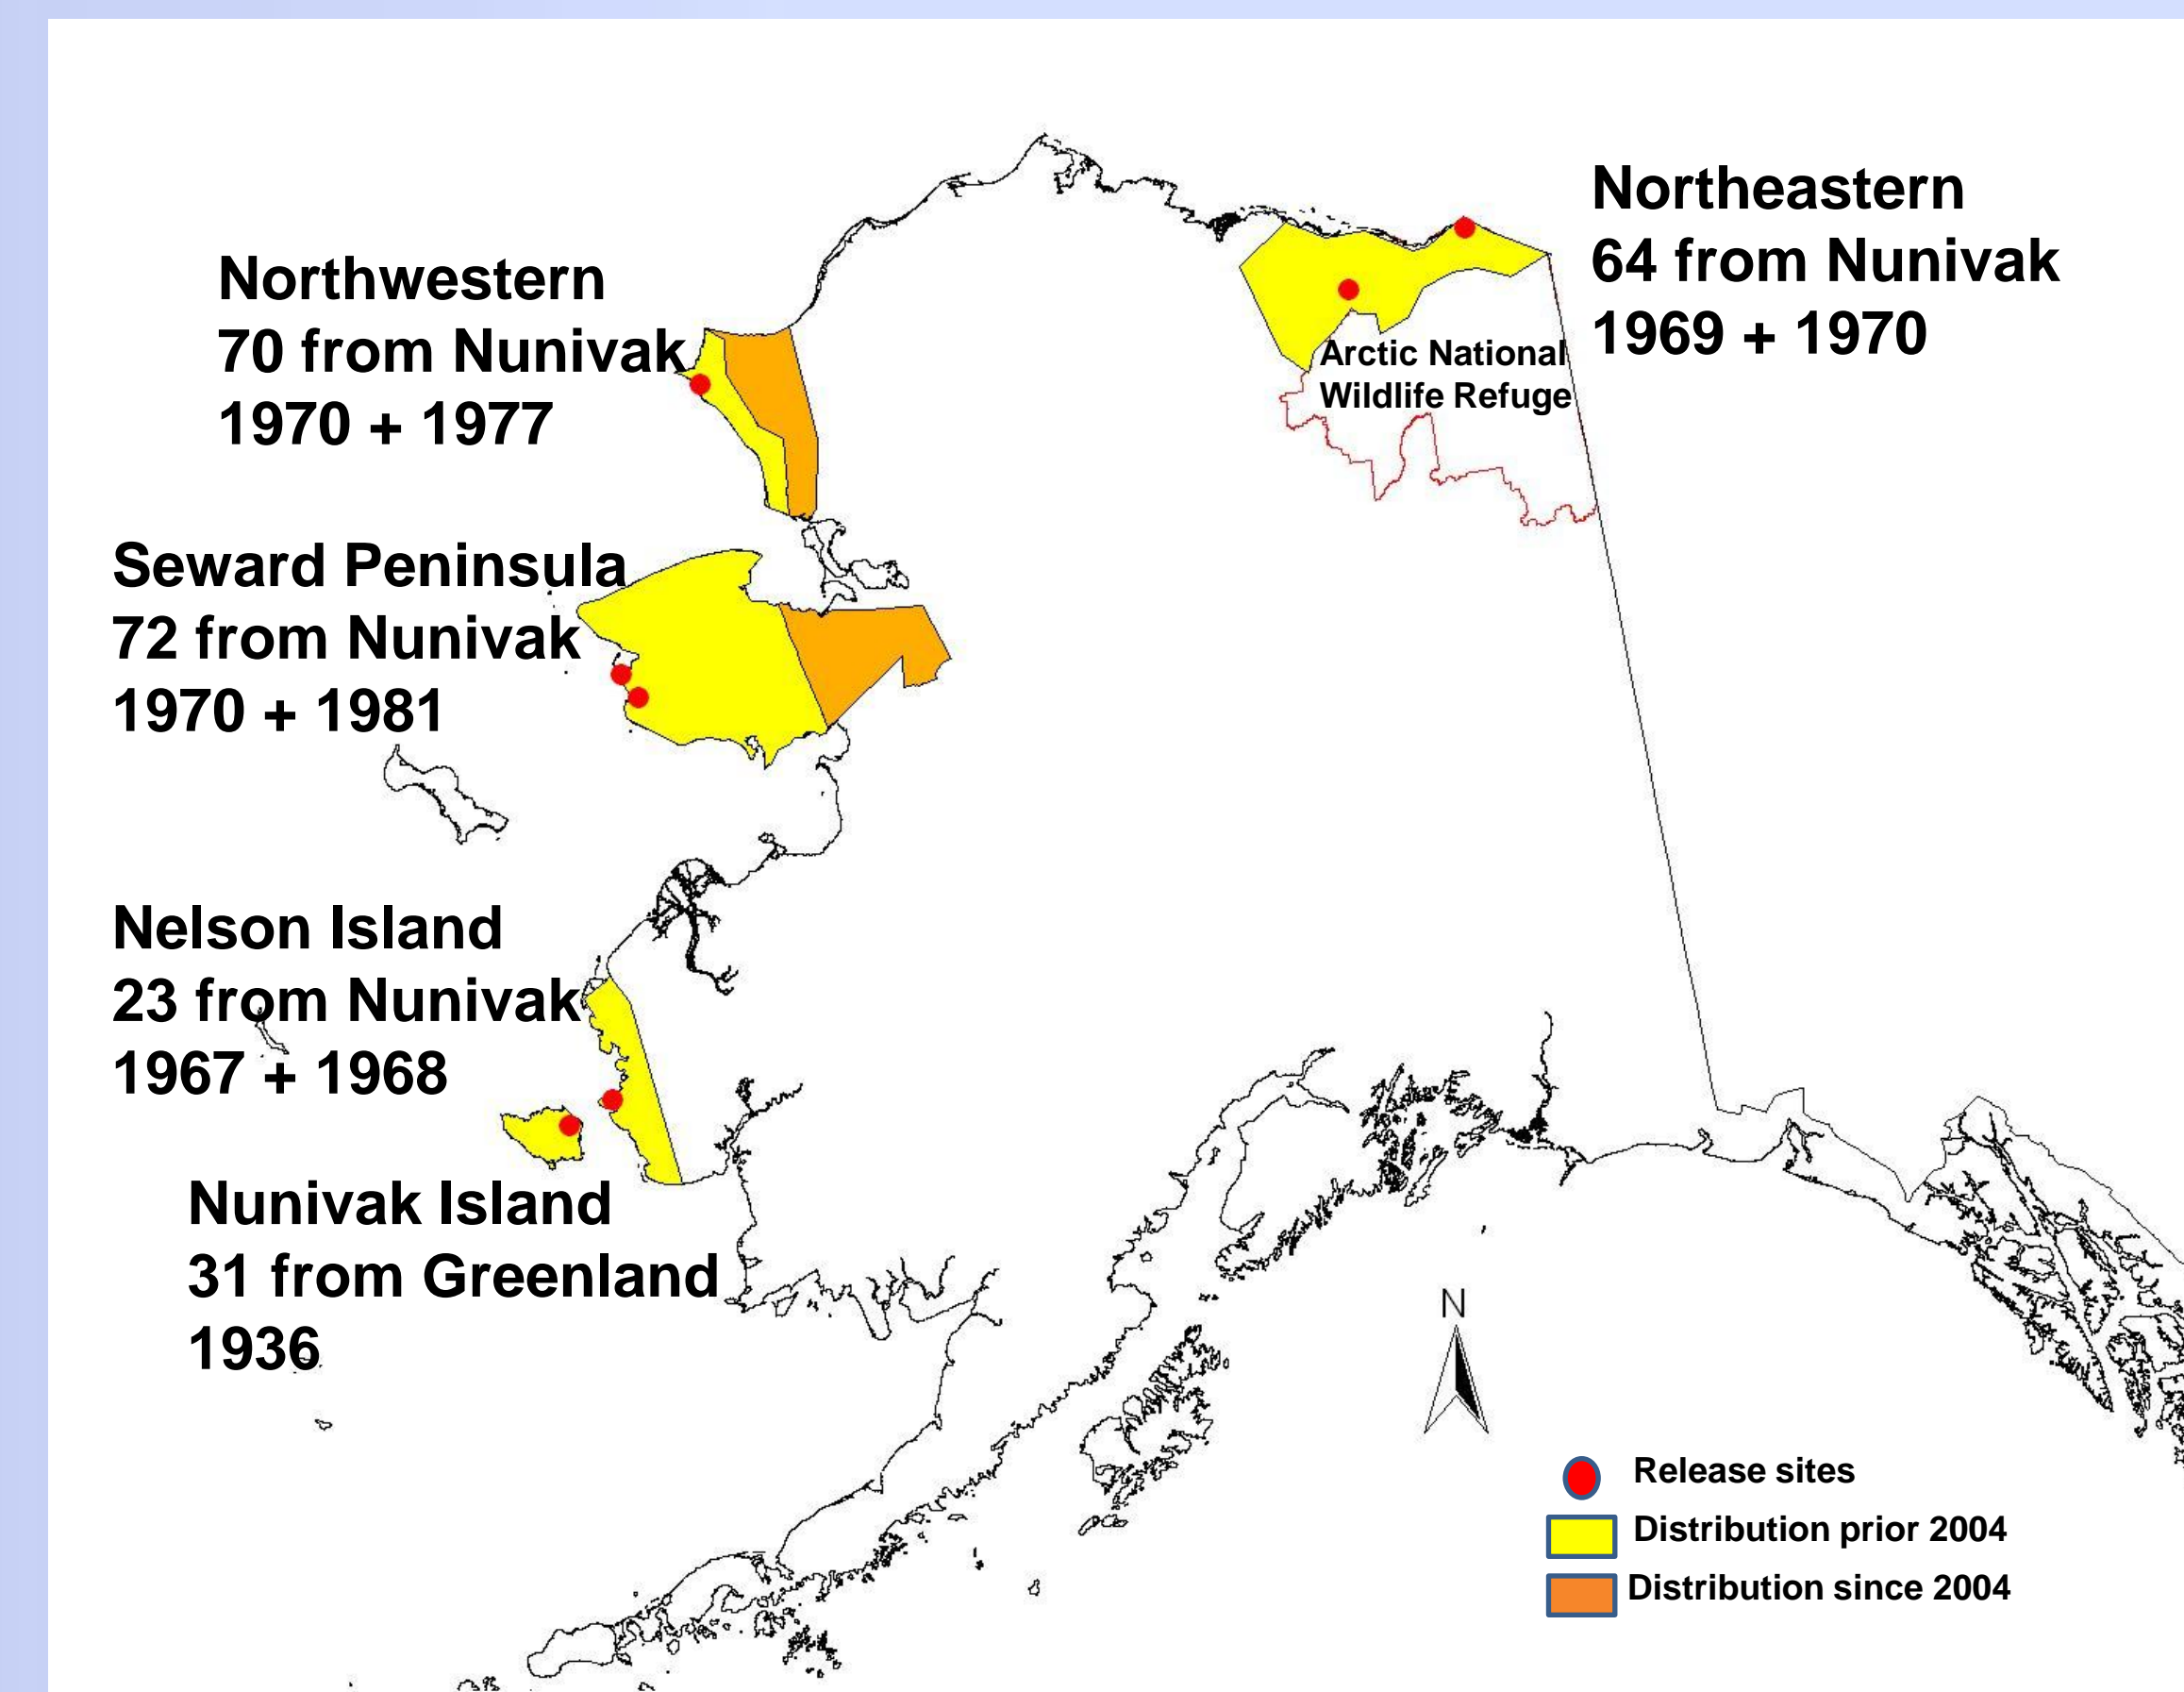 Northeastern
64 from Nunivak
1969 + 1970
Northwestern
70 from Nunivak
1970 + 1977
Arctic National
Wildlife Refuge
Seward Peninsula
72 from Nunivak
1970 + 1981
Nelson Island
23 from Nunivak
1967 + 1968
Nunivak Island
31 from Greenland
1936
N
Release sites
Distribution prior 2004
Distribution since 2004